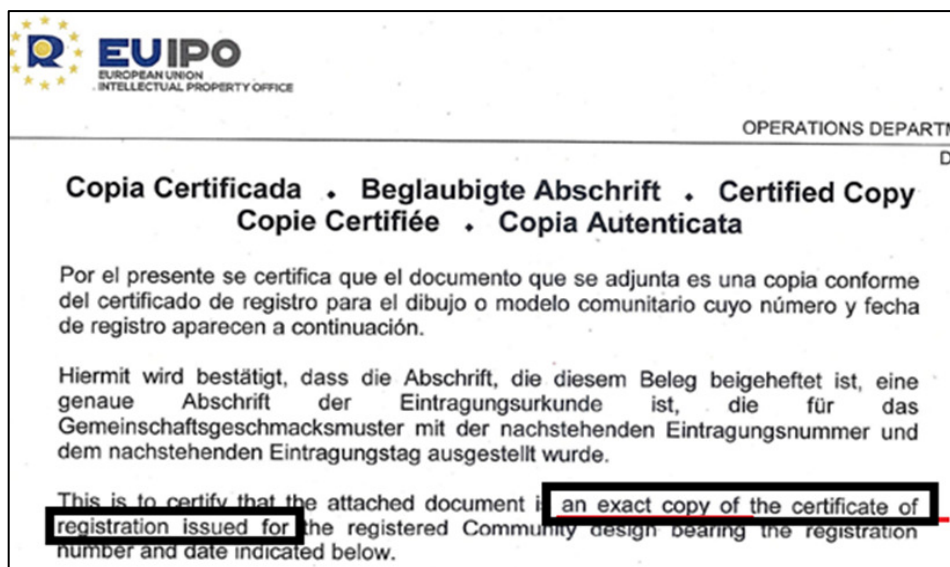 EUIPO
EUROPEAN UNION
INTELLECTUAL PROPERTY OFFICE
OPERATIONS DEPARTM
D
Copia Certificada . Beglaubigte Abschrift . Certified Copy
Copie Certifiée . Copia Autenticata
Por el presente se certifica que el documento que se adjunta es una copia conforme
del certificado de registro para el dibujo o modelo comunitario cuyo número y fecha
de registro aparecen a continuación.
Hiermit wird bestätigt, dass die Abschrift, die diesem Beleg beigeheftet ist, eine
genaue Abschrift der Eintragungsurkunde ist, die für das
Gemeinschaftsgeschmacksmuster mit der nachstehenden Eintragungsnummer und
dem nachstehenden Eintragungstag ausgestellt wurde.
This is to certify that the attached document i an exact copy of the certificate of
registration issued for the registered Community design bearing the registration
number and date indicated below.